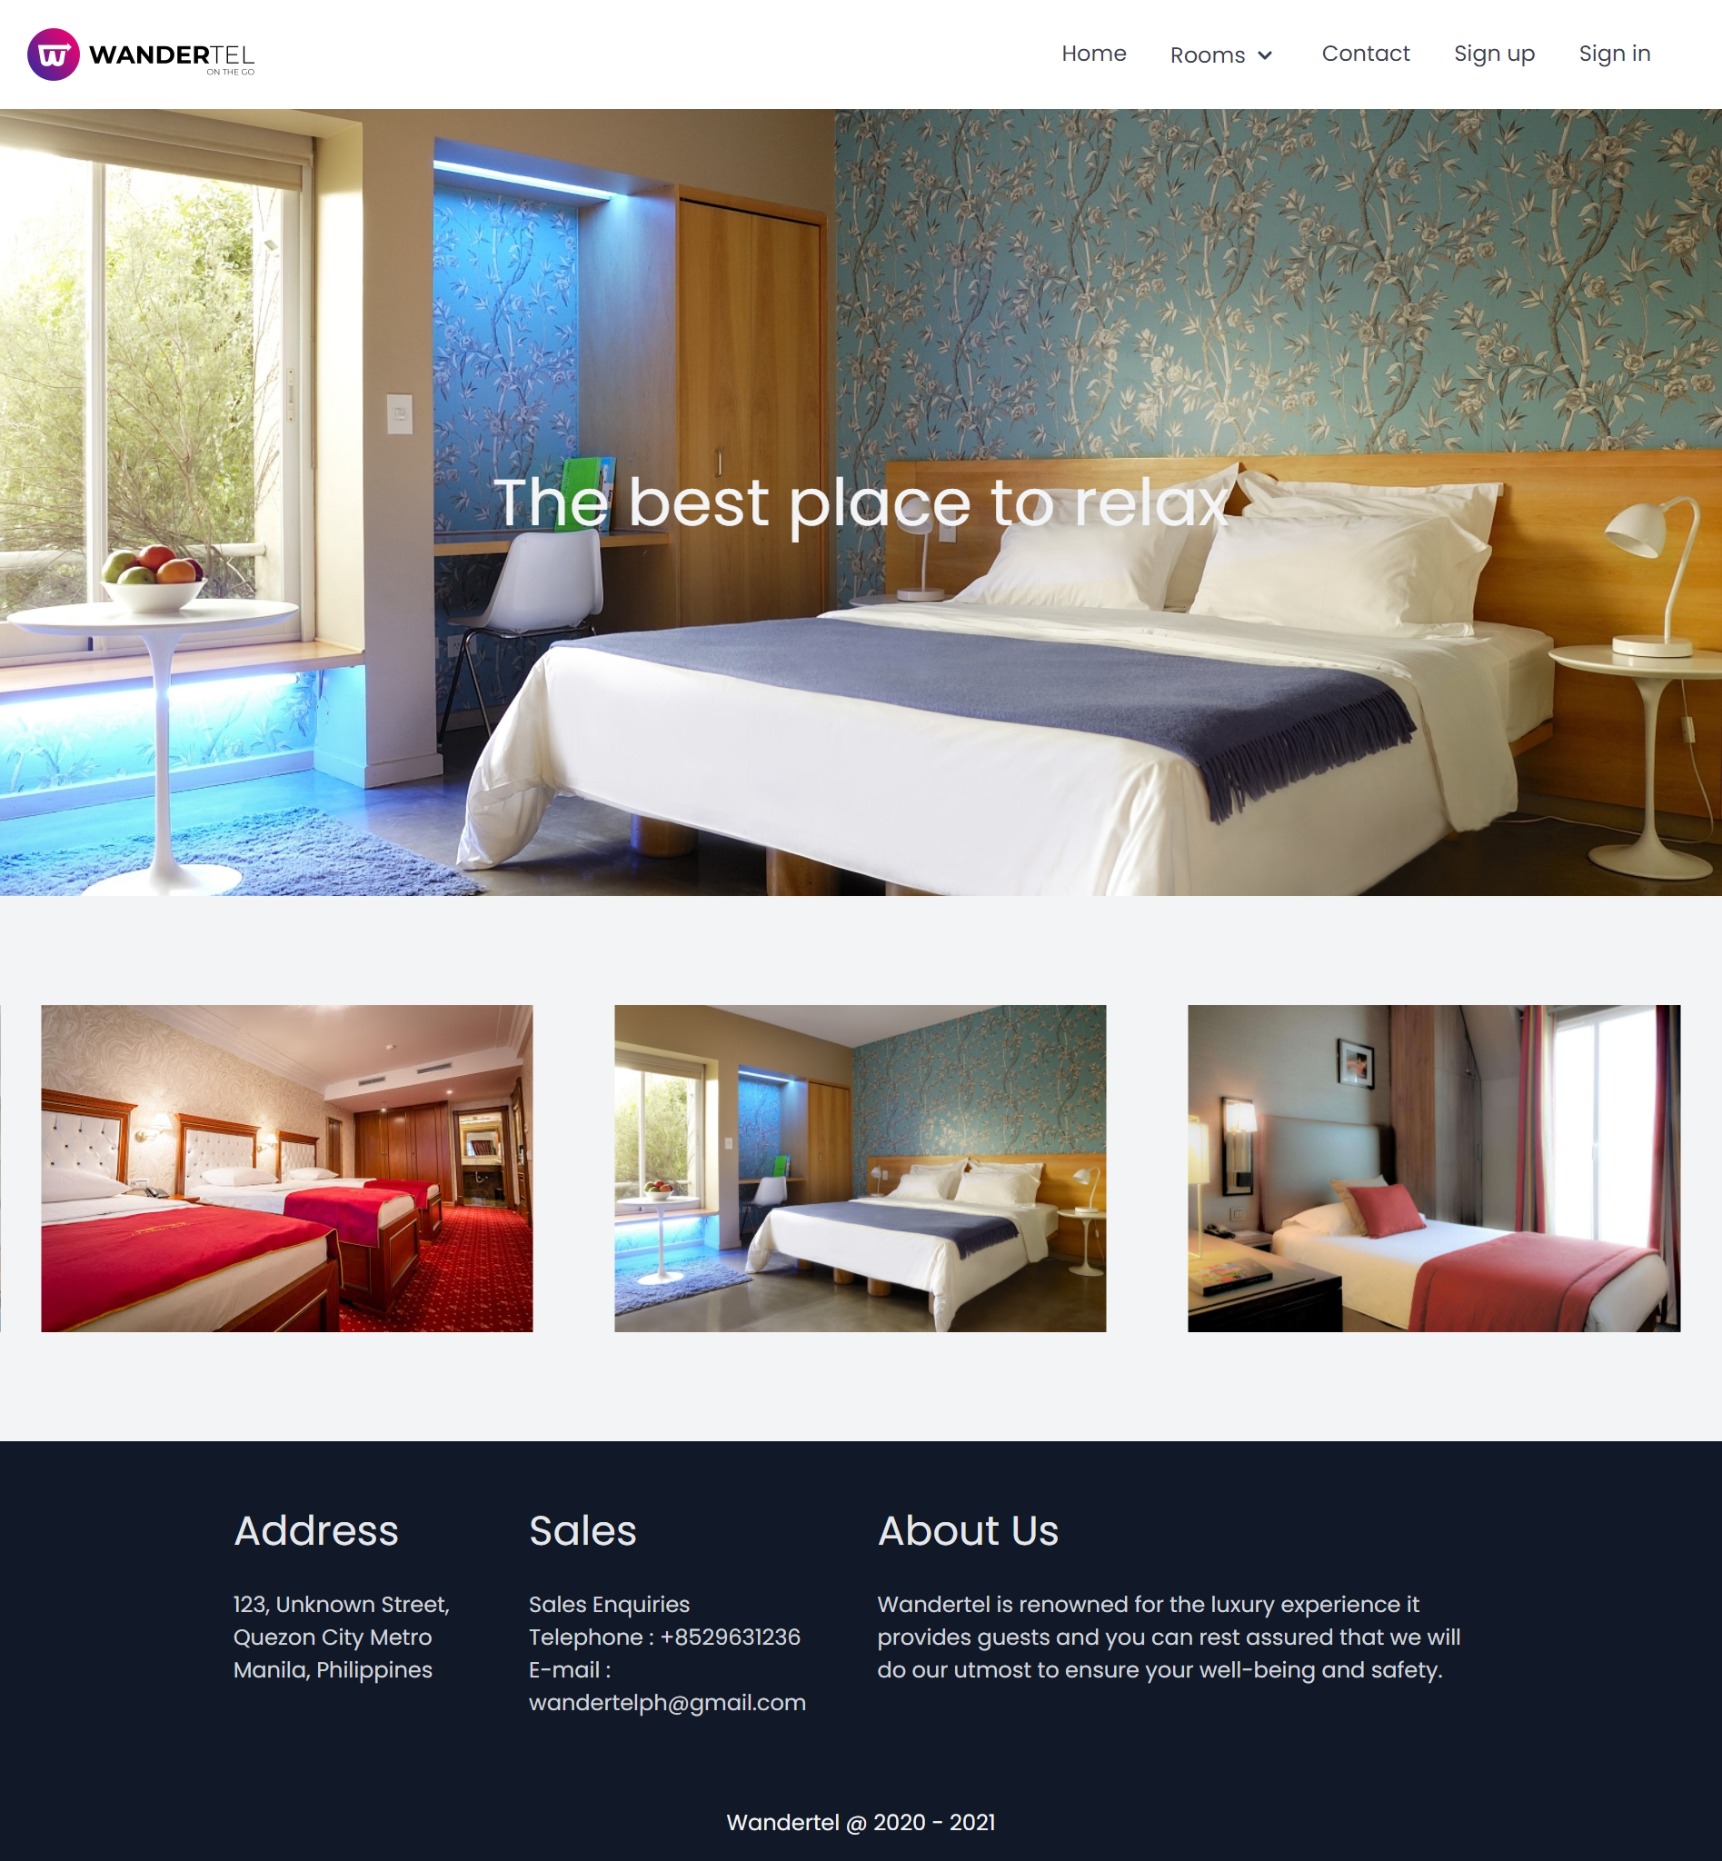 WANDERTEL
ON THE GO
Home
Rooms
Contact
Sign up
Sign in
The best place to relax
Address
123, Unknown Street,
Quezon City Metro
Manila, Philippines
Sales
Sales Enquiries
Telephone : +8529631236
E-mail :
wandertelph@gmail.com
About Us
Wandertel is renowned for the luxury experience it
provides guests and you can rest assured that we will
do our utmost to ensure your well-being and safety.
Wandertel @ 2020 - 2021